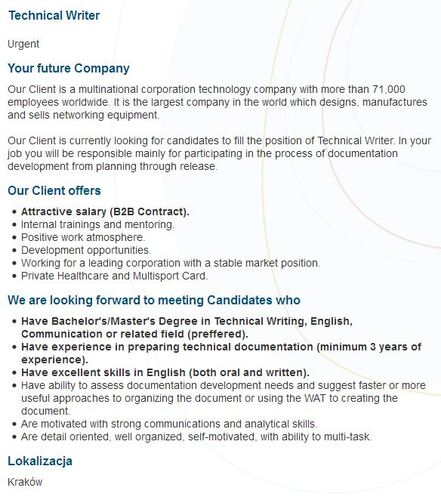 Technical Writer
Urgent
Your future Company
Our Client is a multinational corporation technology company with more than 71,000
employees worldwide. It is the largest company in the world which designs, manufactures
and sells networking equipment.
Our Client is currently looking for candidates to fill the position of Technical Writer. In your
job you will be responsible mainly for participating in the process of documentation
development from planning through release.
Our Client offers
• Attractive salary (B2B Contract).
• Internal trainings and mentoring.
• Positive work atmosphere.
• Development opportunities.
• Working for a leading corporation with a stable market position.
• Private Healthcare and Multisport Card.
We are looking forward to meeting Candidates who
• Have Bachelor's/Master's Degree in Technical Writing, English,
Communication or related field (preffered).
• Have experience in preparing technical documentation (minimum 3 years of
experience).
• Have excellent skills in English (both oral and written).
• Have ability to assess documentation development needs and suggest faster or more
useful approaches to organizing the document or using the WAT to creating the
document.
• Are motivated with strong communications and analytical skills.
• Are detail oriented, well organized, self-motivated, with ability to multi-task.
Lokalizacja
Kraków